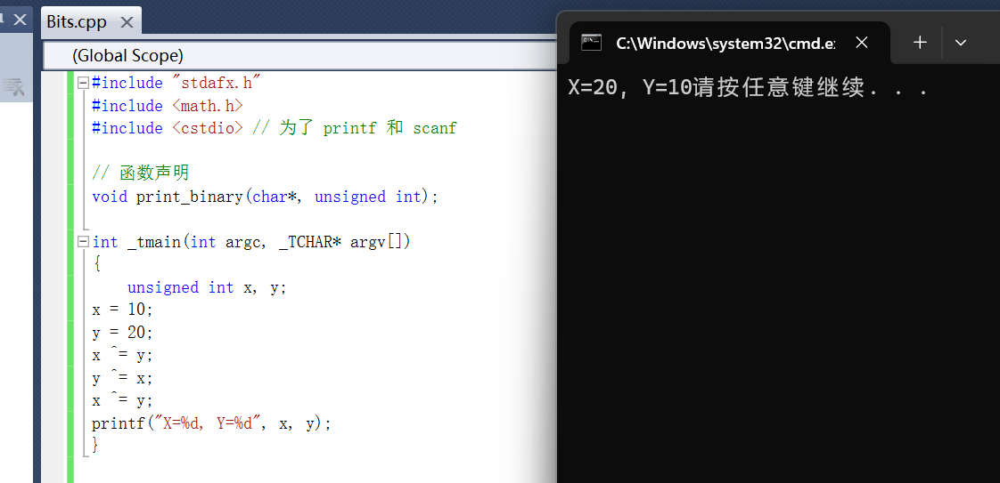 Bits.cpp
(Global Scope)
#include "stdafx.h"
#include <math.h>
#include <cstdio> // 为了 printf 和 scanf
// 函数声明
void print_binary(char*, unsigned int);
int _tmain(int argc, _TCHAR* argv[])
{
unsigned int x, y;
x = 10;
y = 20;
x ^= y;
y ^= x;
x ^= y;
printf("X=%d, Y=%d", x, y);
}
C:\Windows\system32\cmd.e
X=20, Y=10请按任意键继续. . .